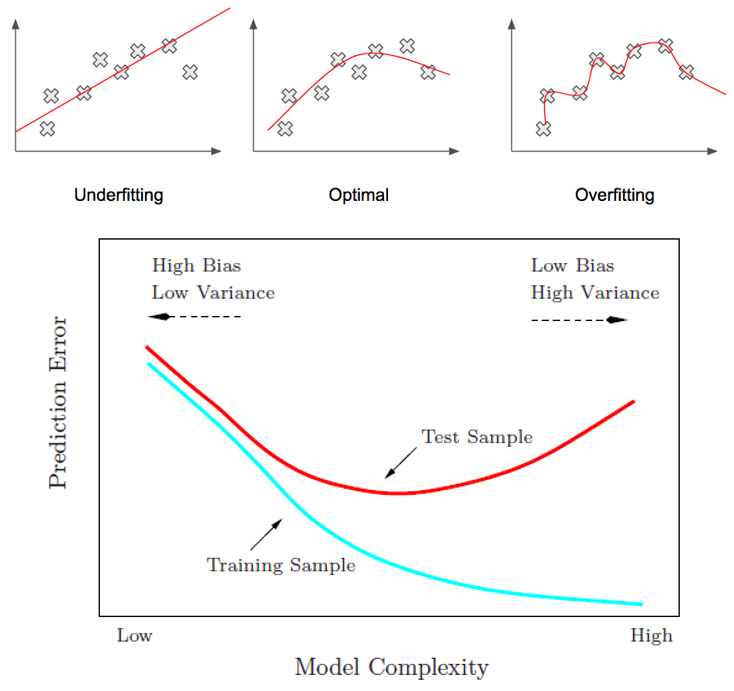 Underfitting
Optimal
Overfitting
High Bias
Low Variance
Low Bias
High Variance
Prediction Error
Test Sample
Training Sample
Low
High
Model Complexity